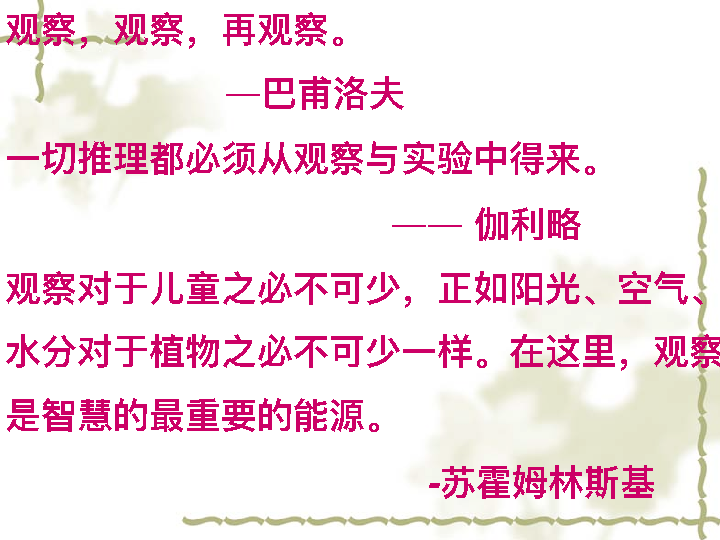 观察，观察，再观察。
—巴甫洛夫
一切推理都必须从观察与实验中得来。
—— 伽利略
观察对于儿童之必不可少，正如阳光、空气、
水分对于植物之必不可少一样。在这里，观察
是智慧的最重要的能源。
-苏霍姆林斯基